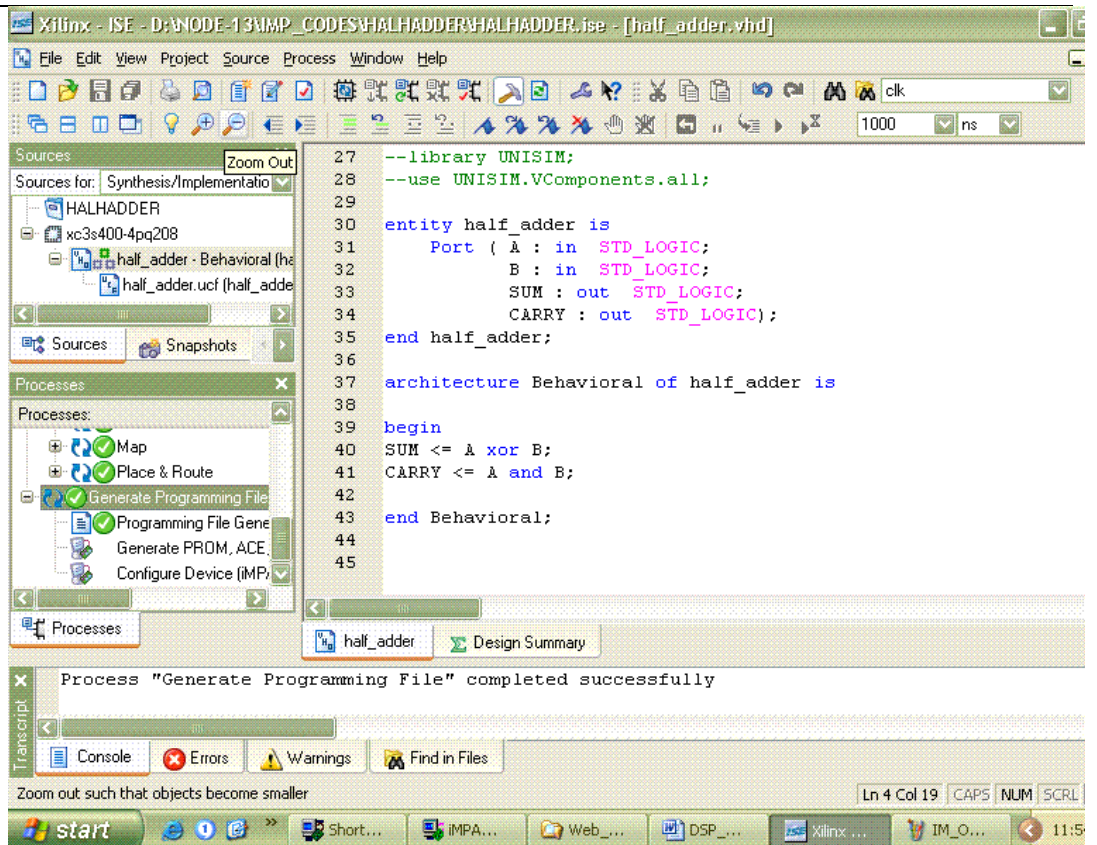 Xilinx - ISE - D:\NODE-13\IMP_CODES\HALHADDER\HALHADDER.ise - [half_adder.vhd]
File Edit View Project Source Process Window Help
clk
1000 ns
Sources
Zoom Out
Sources for: Synthesis/Implementatio
HALHADDER
xc3s400-4pq208
half_adder - Behavioral (ha
half_adder.ucf (half_adde
Sources Snapshots
Processes
Processes:
Map
Place & Route
Generate Programming File
Programming File Gene
Generate PROM, ACE,
Configure Device (iMP
Processes
27 --library UNISIM;
28 --use UNISIM.VComponents.all;
29
30 entity half_adder is
31 Port ( A : in STD_LOGIC;
32 B : in STD_LOGIC;
33 SUM : out STD_LOGIC;
34 CARRY : out STD_LOGIC);
35 end half_adder;
36
37 architecture Behavioral of half_adder is
38
39 begin
40 SUM <= A xor B;
41 CARRY <= A and B;
42
43 end Behavioral;
44
45
half_adder Design Summary
Process "Generate Programming File" completed successfully
Transcript
Console Errors Warnings Find in Files
Zoom out such that objects become smaller
Ln 4 Col 19 CAPS NUM SCRL
start Short... iMPA... Web_... DSP_... Xilinx ... IM_O... 11:5